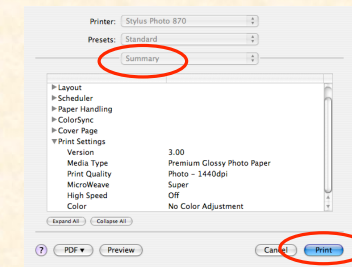 Printer: Stylus Photo 870
Presets: Standard
Summary
Layout
Scheduler
Paper Handling
ColorSync
Cover Page
Print Settings
Version 3.00
Media Type Premium Glossy Photo Paper
Print Quality Photo - 1440dpi
MicroWeave Super
High Speed Off
Color No Color Adjustment
Expand All Collapse All
? PDF Preview Cancel Print